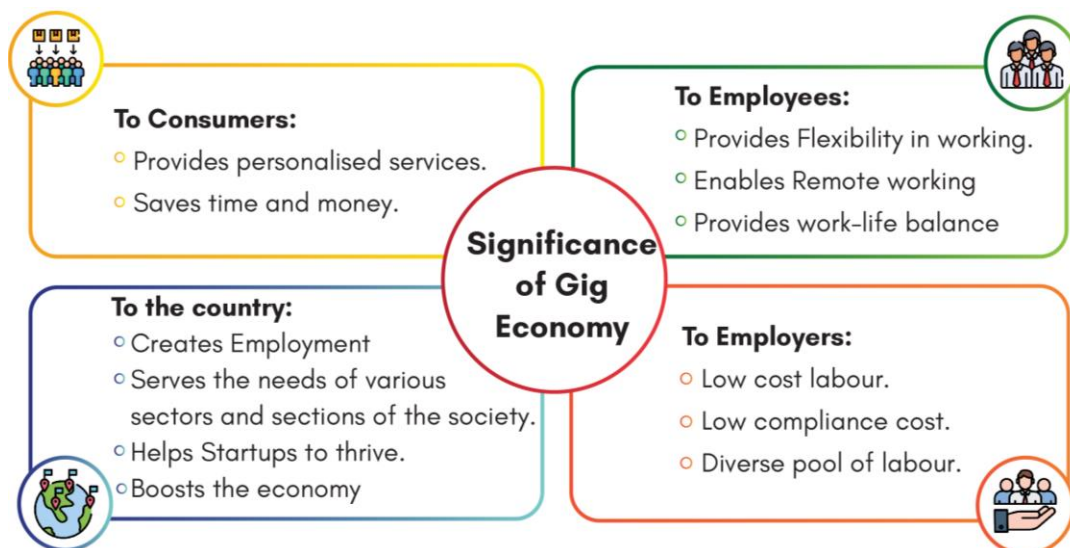 To Consumers:
Provides personalised services.
Saves time and money.
To Employees:
Provides Flexibility in working.
Enables Remote working
Provides work-life balance
Significance
of Gig
Economy
To the country:
Creates Employment
Serves the needs of various
sectors and sections of the society.
Helps Startups to thrive.
Boosts the economy
To Employers:
Low cost labour.
Low compliance cost.
Diverse pool of labour.